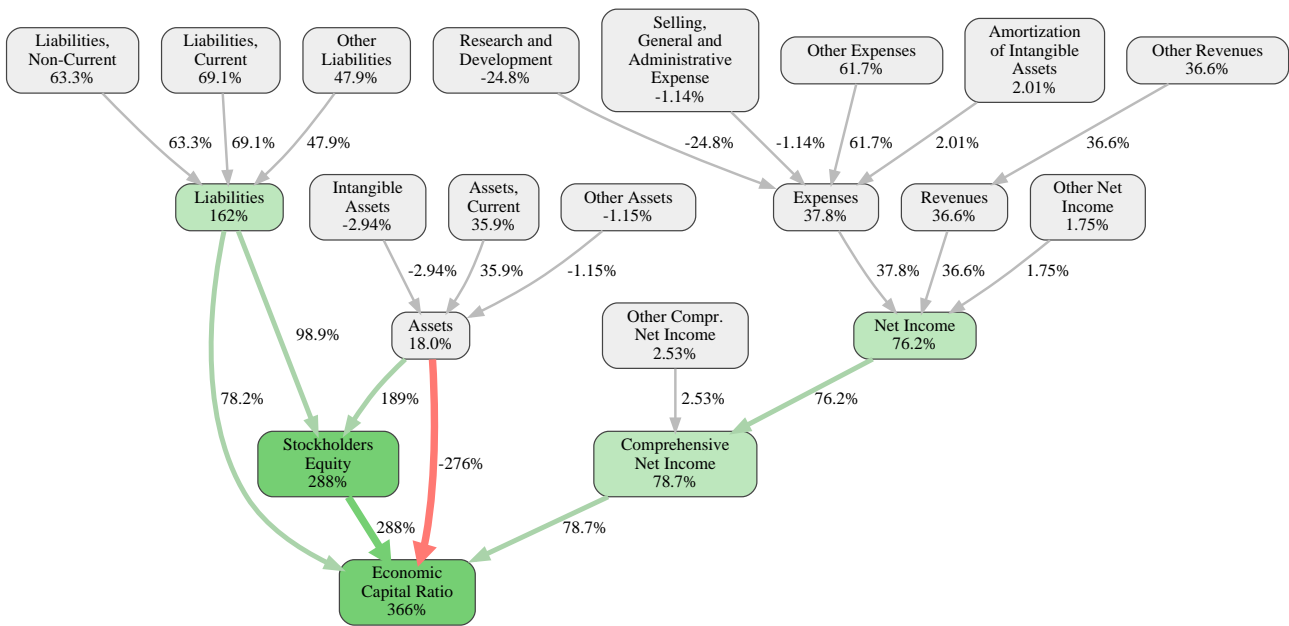 Liabilities,
Non-Current
63.3%
Liabilities,
Current
69.1%
Other
Liabilities
47.9%
Research and
Development
-24.8%
Selling,
General and
Administrative
Expense
-1.14%
Other Expenses
61.7%
Amortization
of Intangible
Assets
2.01%
Other Revenues
36.6%
63.3%
69.1%
47.9%
-24.8%
-1.14%
61.7%
2.01%
36.6%
Liabilities
162%
Intangible
Assets
-2.94%
Assets,
Current
35.9%
Other Assets
-1.15%
Expenses
37.8%
Revenues
36.6%
Other Net
Income
1.75%
-2.94%
35.9%
-1.15%
37.8%
36.6%
1.75%
98.9%
Assets
18.0%
Other Compr.
Net Income
2.53%
Net Income
76.2%
78.2%
189%
2.53%
76.2%
Stockholders
Equity
288%
-276%
Comprehensive
Net Income
78.7%
288%
78.7%
Economic
Capital Ratio
366%